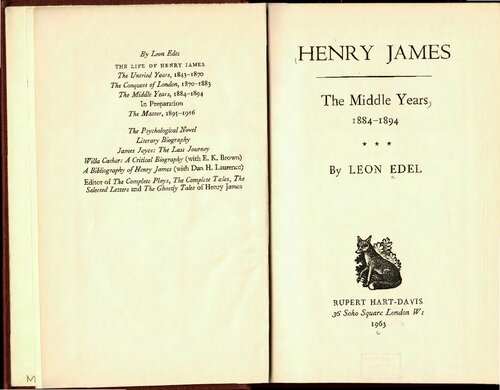 By Leon Edel
THE LIFE OF HENRY JAMES
The Untried Years, 1843–1870
The Conquest of London, 1870–1883
The Middle Years, 1884–1894
In Preparation
The Master, 1895–1916
The Psychological Novel
Literary Biography
James Joyce: The Last Journey
Willa Cather: A Critical Biography (with E. K. Brown)
A Bibliography of Henry James (with Dan H. Laurence)
Editor of The Complete Plays, The Complete Tales, The
Selected Letters and The Ghostly Tales of Henry James
M
HENRY JAMES
The Middle Years
1884–1894
* * *
By LEON EDEL
RUPERT HART-DAVIS
36 Soho Square London W1
1963